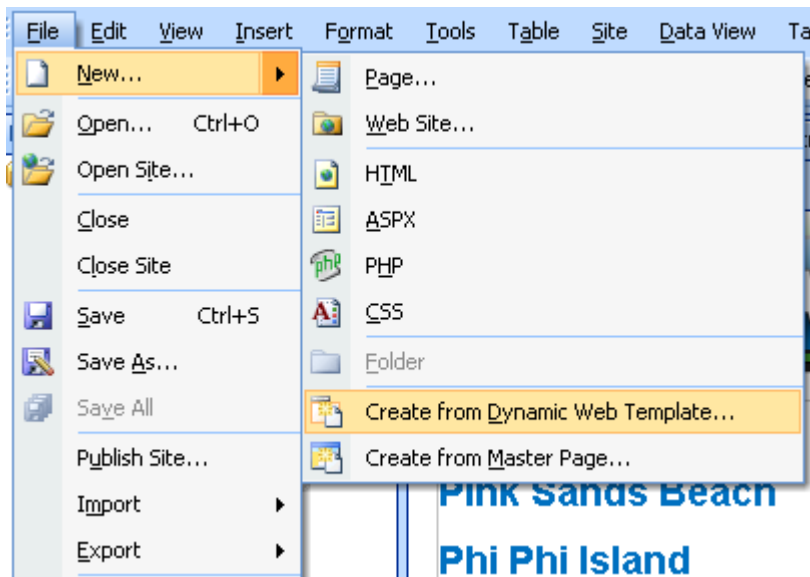 File Edit View Insert Format Tools Table Site Data View Ta
New...
Open... Ctrl+O
Open Site...
Close
Close Site
Save Ctrl+S
Save As...
Save All
Publish Site...
Import
Export
Page...
Web Site...
HTML
ASPX
php PHP
CSS
Folder
Create from Dynamic Web Template...
Create from Master Page...
Pink Sands Beach
Phi Phi Island